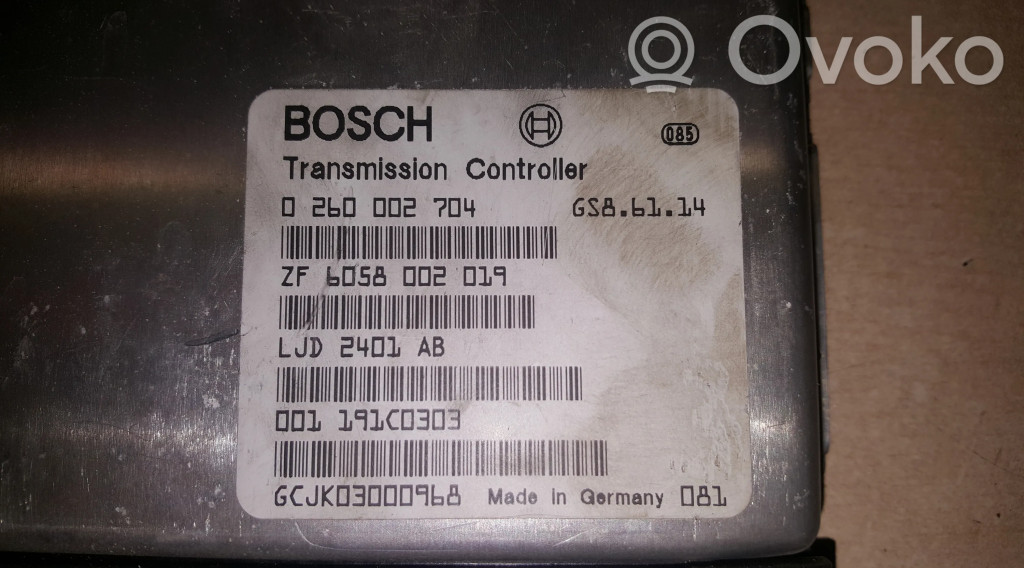 Ovoko
BOSCH 085
Transmission Controller
0 260 002 704 GS8.61.14
ZF 6058 002 019
LJD 2401 AB
001 191C0303
GCJK03000968 Made in Germany 081